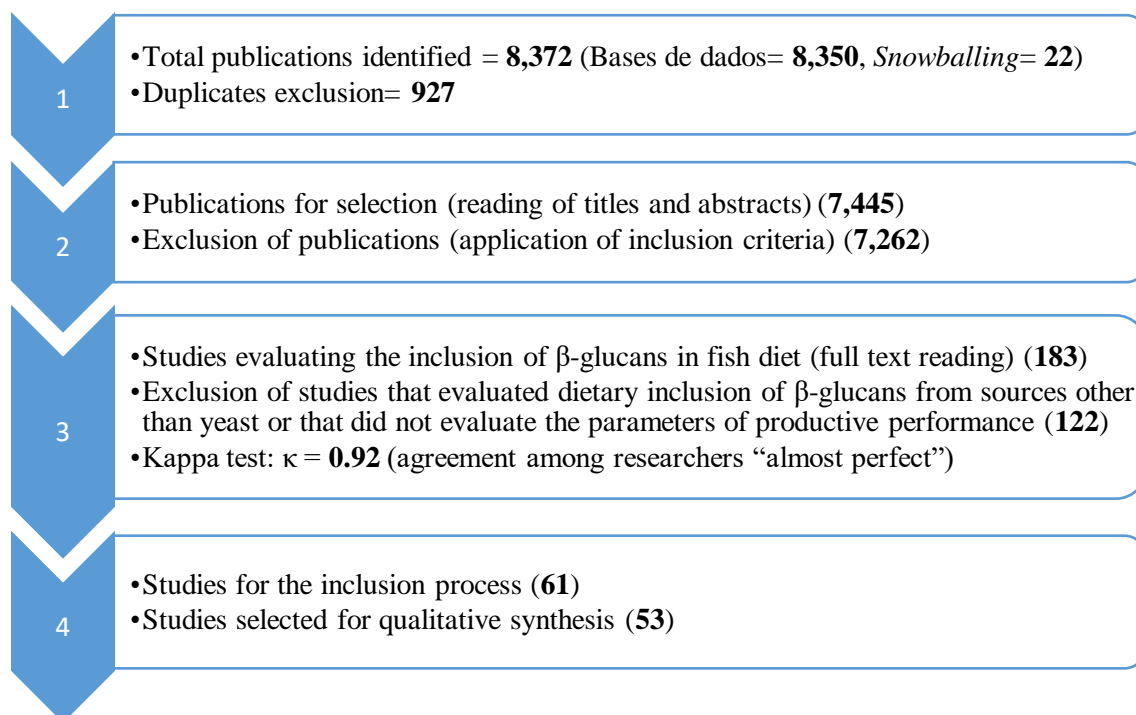 1
•Total publications identified = 8,372 (Bases de dados= 8,350, Snowballing= 22)
•Duplicates exclusion= 927
2
•Publications for selection (reading of titles and abstracts) (7,445)
•Exclusion of publications (application of inclusion criteria) (7,262)
3
•Studies evaluating the inclusion of β-glucans in fish diet (full text reading) (183)
•Exclusion of studies that evaluated dietary inclusion of β-glucans from sources other
than yeast or that did not evaluate the parameters of productive performance (122)
•Kappa test: κ = 0.92 (agreement among researchers “almost perfect”)
4
•Studies for the inclusion process (61)
•Studies selected for qualitative synthesis (53)